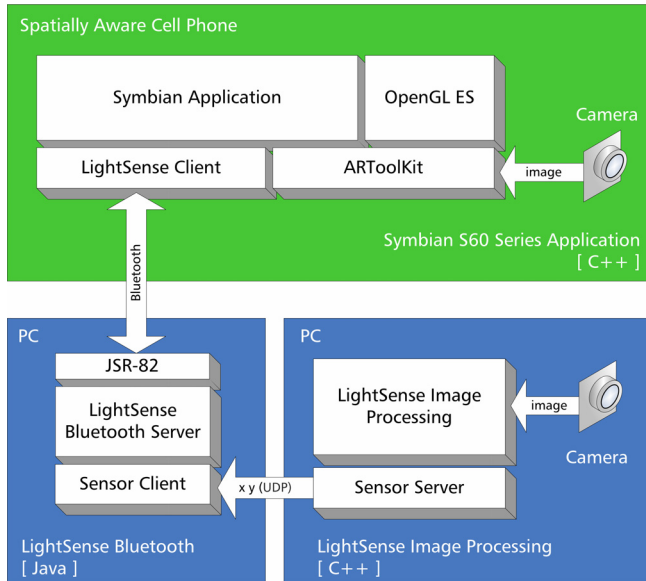 Spatially Aware Cell Phone
Symbian Application
OpenGL ES
Camera
LightSense Client
ARToolKit
image
Symbian S60 Series Application
[ C++ ]
Bluetooth
PC
PC
JSR-82
LightSense
Bluetooth Server
LightSense Image
Processing
image
Camera
Sensor Client
x y (UDP)
Sensor Server
LightSense Bluetooth
[ Java ]
LightSense Image Processing
[ C++ ]